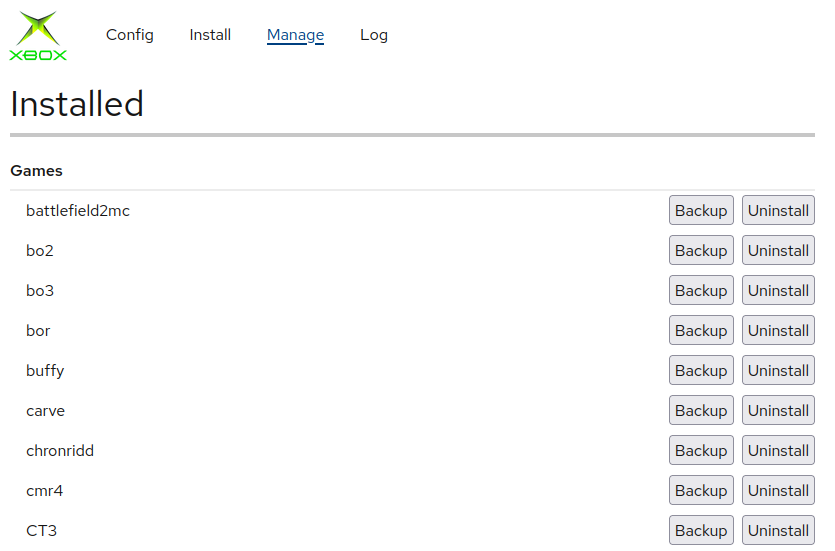 XBOX
Config Install Manage Log
Installed
Games
battlefield2mc Backup Uninstall
bo2 Backup Uninstall
bo3 Backup Uninstall
bor Backup Uninstall
buffy Backup Uninstall
carve Backup Uninstall
chronridd Backup Uninstall
cmr4 Backup Uninstall
CT3 Backup Uninstall